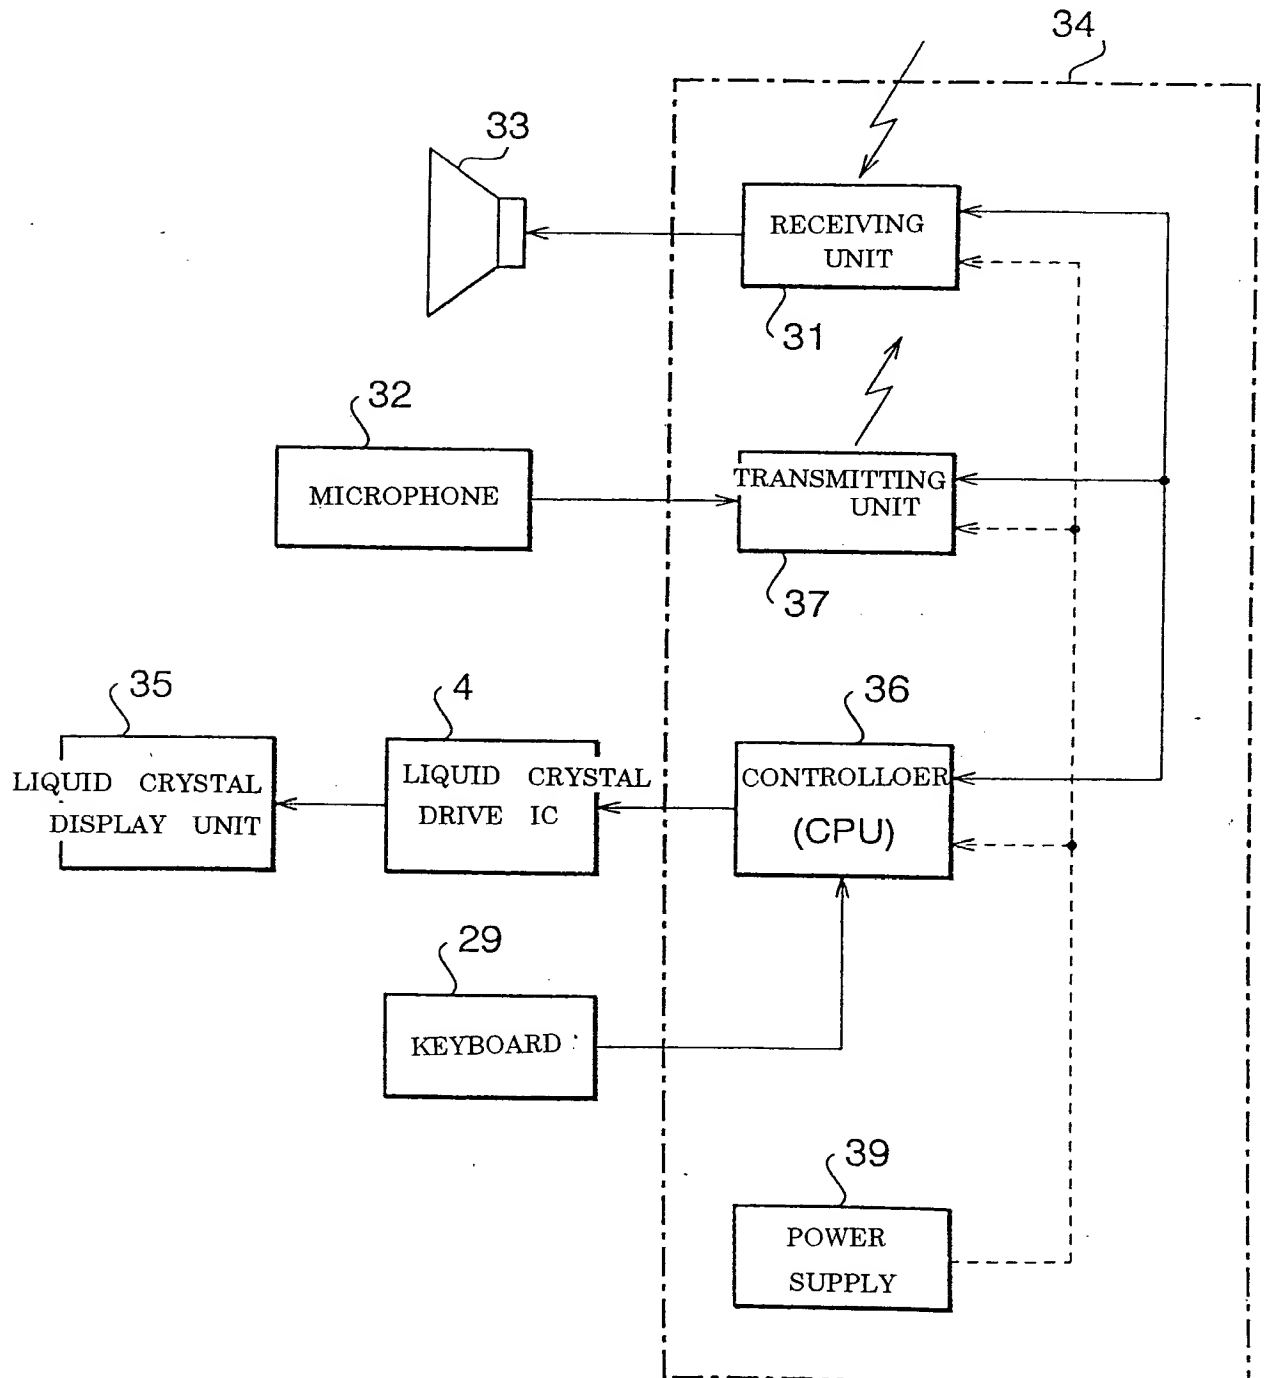 34
33
RECEIVING
UNIT
31
32
MICROPHONE
TRANSMITTING
UNIT
37
35
LIQUID CRYSTAL
DISPLAY UNIT
4
LIQUID CRYSTAL
DRIVE IC
36
CONTROLLOER
(CPU)
29
KEYBOARD
39
POWER
SUPPLY